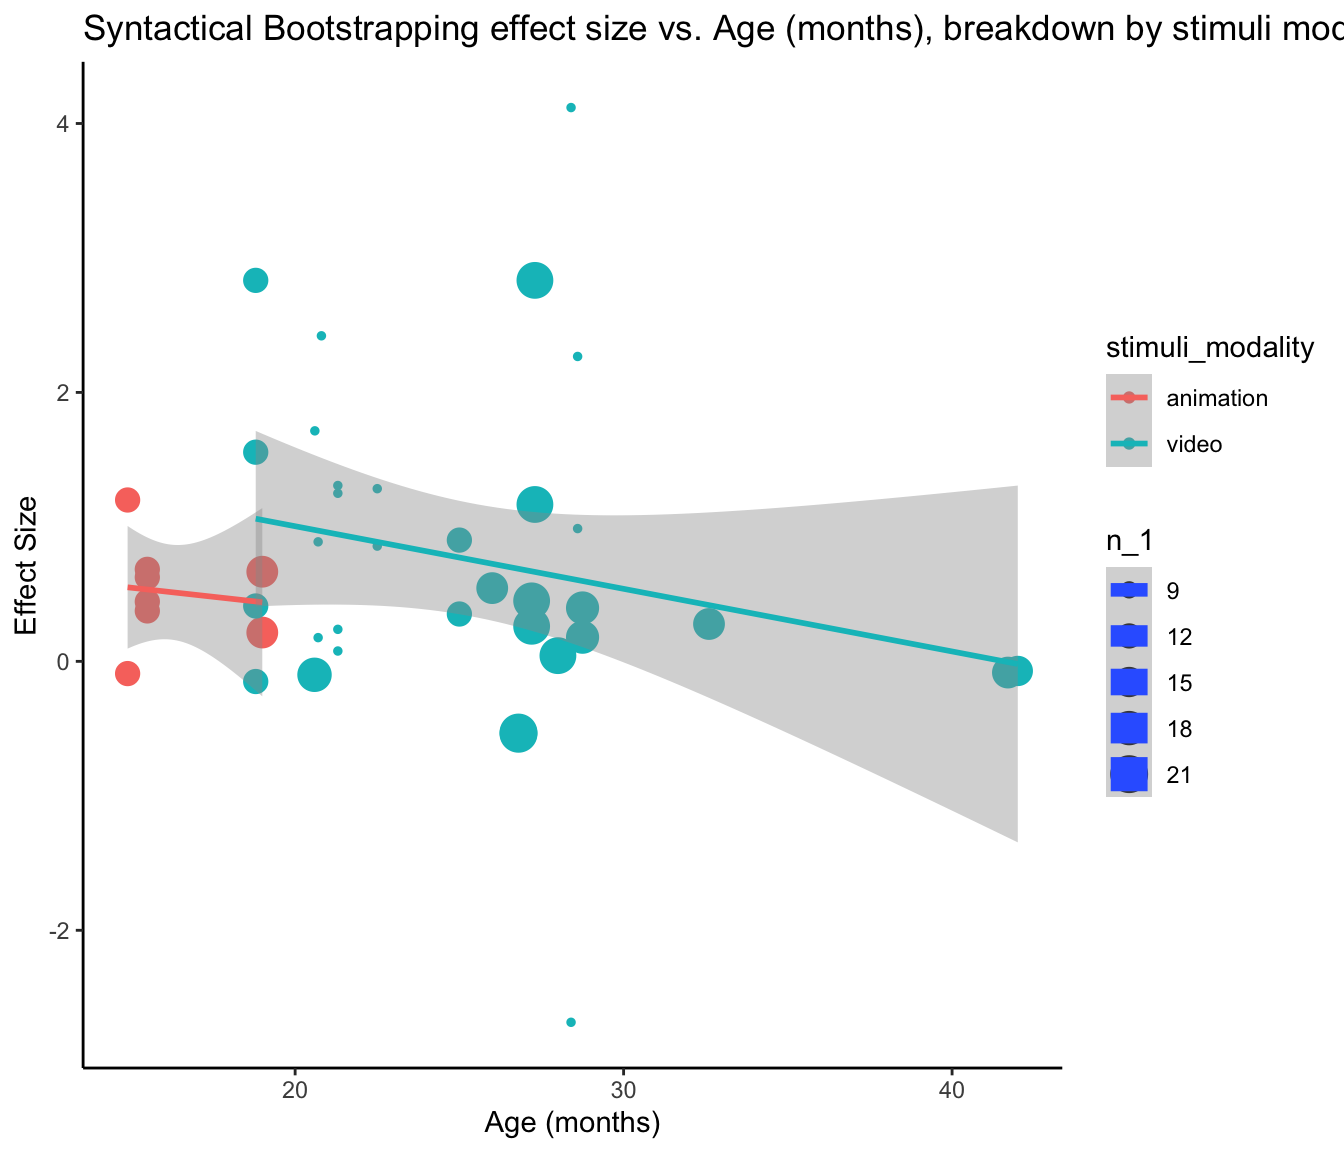 Syntactical Bootstrapping effect size vs. Age (months), breakdown by stimuli mod
4
2
0
-2
Effect Size
20
30
40
Age (months)
stimuli_modality
animation
video
n_1
9
12
15
18
21